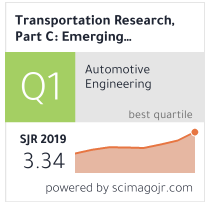 Transportation Research,
Part C: Emerging...
Q1
Automotive
Engineering
best quartile
SJR 2019
3.34
powered by scimagojr.com